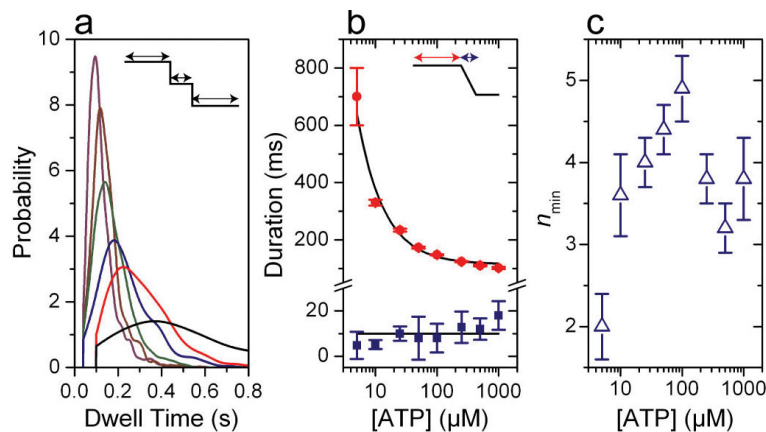 a
10
8
6
4
2
0
Probability
0.0 0.2 0.4 0.6 0.8
Dwell Time (s)
b
800
600
400
200
20
0
Duration (ms)
10 100 1000
[ATP] (µM)
c
5
4
3
2
nmin
10 100 1000
[ATP] (µM)